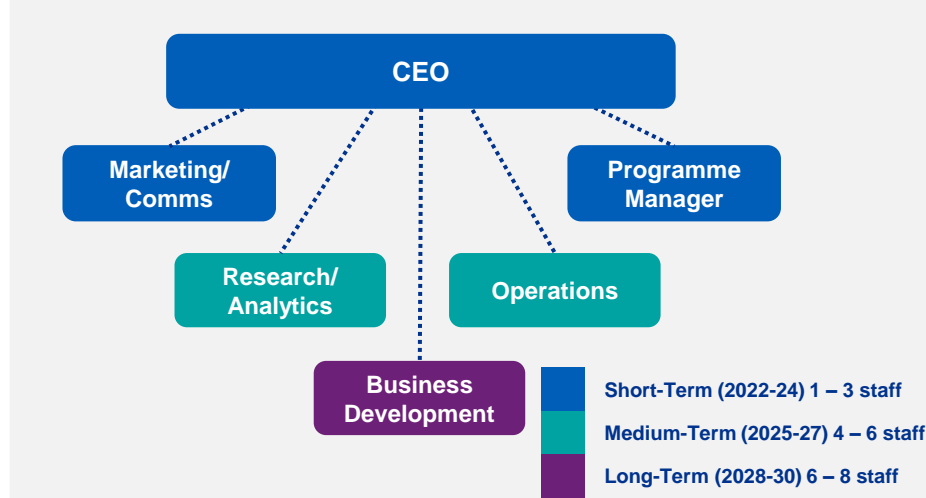 CEO
Marketing/
Comms
Programme
Manager
Research/
Analytics
Operations
Business
Development
Short-Term (2022-24) 1 – 3 staff
Medium-Term (2025-27) 4 – 6 staff
Long-Term (2028-30) 6 – 8 staff